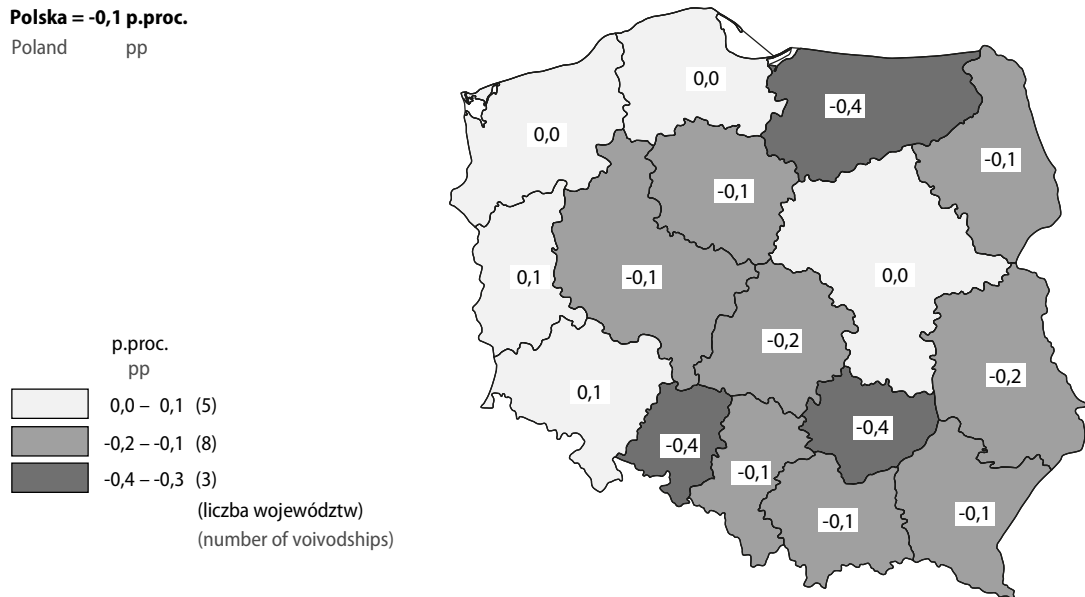 Polska = -0,1 p.proc.
Poland pp
0,0
-0,4
0,0
-0,1
-0,1
0,1
-0,1
0,0
-0,2
-0,2
0,1
-0,4
-0,4
-0,1
-0,1
-0,1
p.proc.
pp
0,0 – 0,1 (5)
-0,2 – -0,1 (8)
-0,4 – -0,3 (3)
(liczba województw)
(number of voivodships)